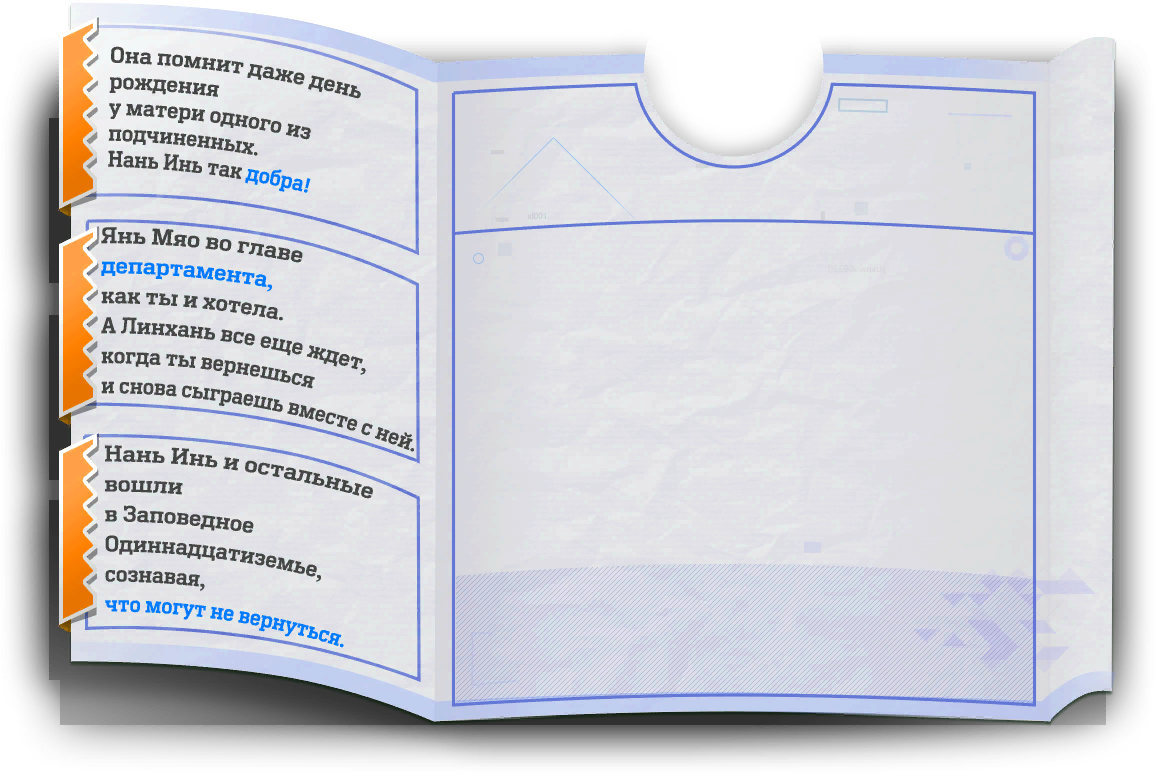 Она помнит даже день
рождения
у матери одного из
подчиненных.
Нань Инь так добра!
Янь Мяо во главе
департамента,
как ты и хотела.
А Линхань все еще ждет,
когда ты вернешься
и снова сыграешь вместе с ней.
Нань Инь и остальные
вошли
в Заповедное
Одиннадцатиземье,
сознавая,
что могут не вернуться.